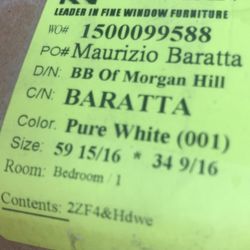 LEADER IN FINE WINDOW FURNITURE
WO# 1500099588
PO# Maurizio Baratta
D/N: BB Of Morgan Hill
C/N: BARATTA
Color: Pure White (001)
Size: 59 15/16 * 34 9/16
Room: Bedroom / 1
Contents: 2ZF4&Hdwe